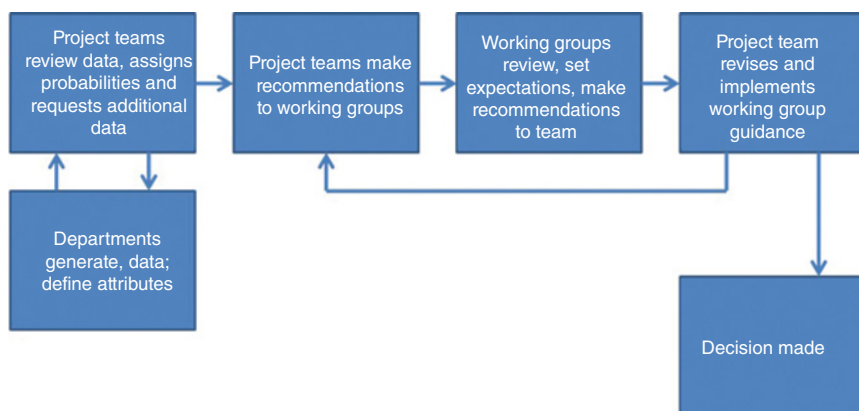 Project teams
review data, assigns
probabilities and
requests additional
data
Project teams make
recommendations
to working groups
Working groups
review, set
expectations, make
recommendations
to team
Project team
revises and
implements
working group
guidance
Departments
generate, data;
define attributes
Decision made